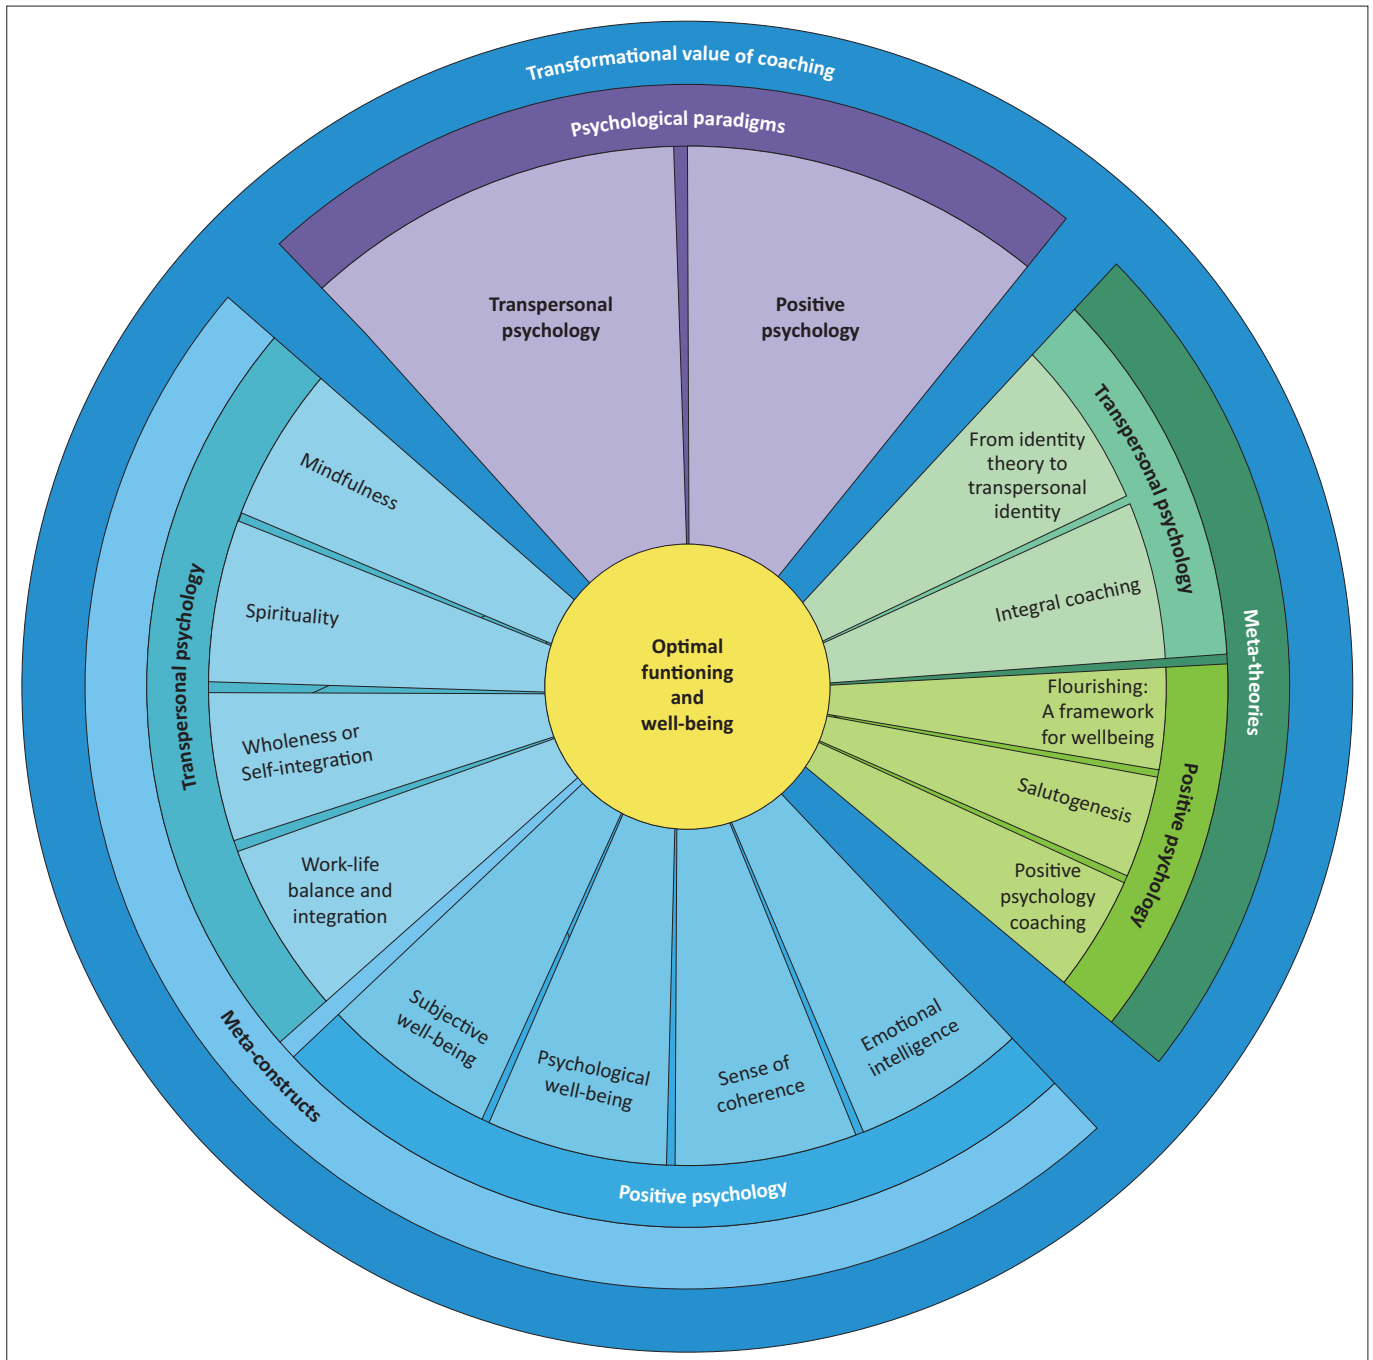 Transformational value of coaching
Psychological paradigms
Transpersonal
psychology
Positive
psychology
Meta-theories
Transpersonal psychology
From identity
theory to
transpersonal
identity
Integral coaching
Positive psychology
Flourishing:
A framework
for wellbeing
Salutogenesis
Positive
psychology
coaching
Optimal
funtioning
and
well-being
Meta-constructs
Transpersonal psychology
Mindfulness
Spirituality
Wholeness or
Self-integration
Work-life
balance and
integration
Subjective
well-being
Psychological
well-being
Sense of
coherence
Emotional
intelligence
Positive psychology